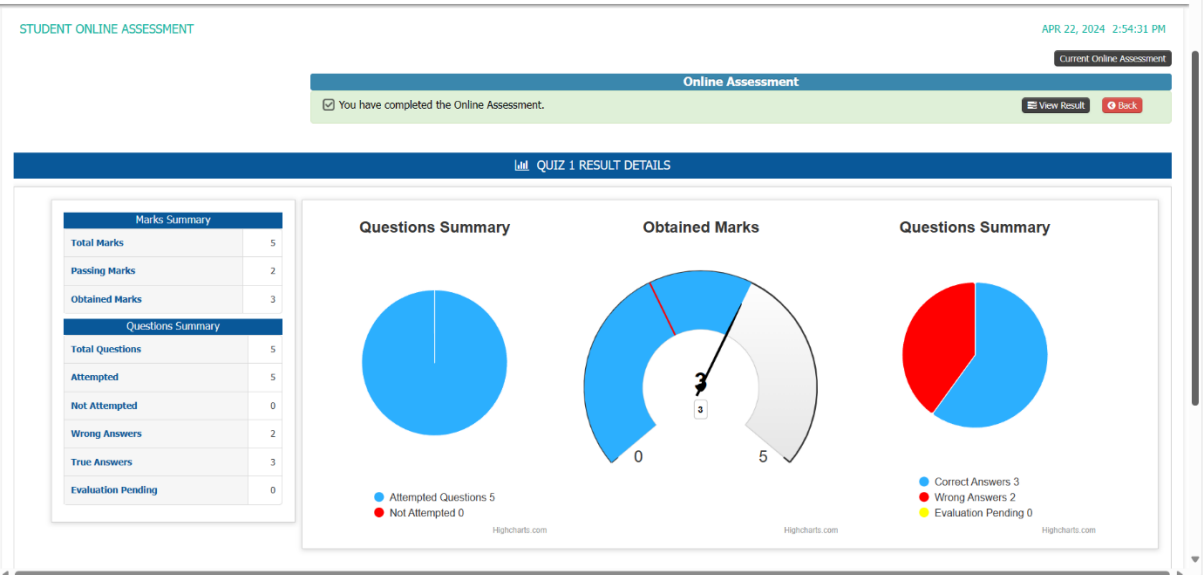 STUDENT ONLINE ASSESSMENT
APR 22, 2024 2:54:31 PM
Current Online Assessment
Online Assessment
You have completed the Online Assessment.
View Result
Back
QUIZ 1 RESULT DETAILS
Marks Summary
Total Marks 5
Passing Marks 2
Obtained Marks 3
Questions Summary
Total Questions 5
Attempted 5
Not Attempted 0
Wrong Answers 2
True Answers 3
Evaluation Pending 0
Questions Summary
Attempted Questions 5
Not Attempted 0
Highcharts.com
Obtained Marks
3
3
0 5
Highcharts.com
Questions Summary
Correct Answers 3
Wrong Answers 2
Evaluation Pending 0
Highcharts.com